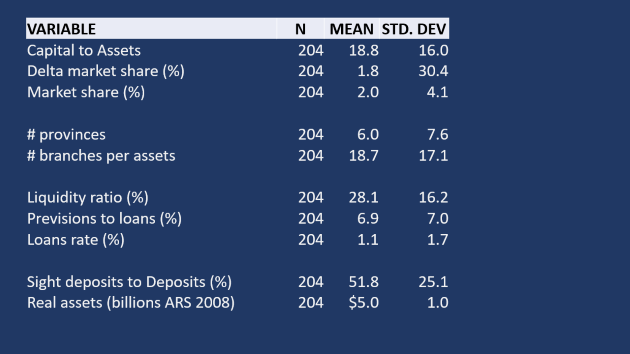 VARIABLE N MEAN STD. DEV
Capital to Assets 204 18.8 16.0
Delta market share (%) 204 1.8 30.4
Market share (%) 204 2.0 4.1
# provinces 204 6.0 7.6
# branches per assets 204 18.7 17.1
Liquidity ratio (%) 204 28.1 16.2
Previsions to loans (%) 204 6.9 7.0
Loans rate (%) 204 1.1 1.7
Sight deposits to Deposits (%) 204 51.8 25.1
Real assets (billions ARS 2008) 204 $5.0 1.0